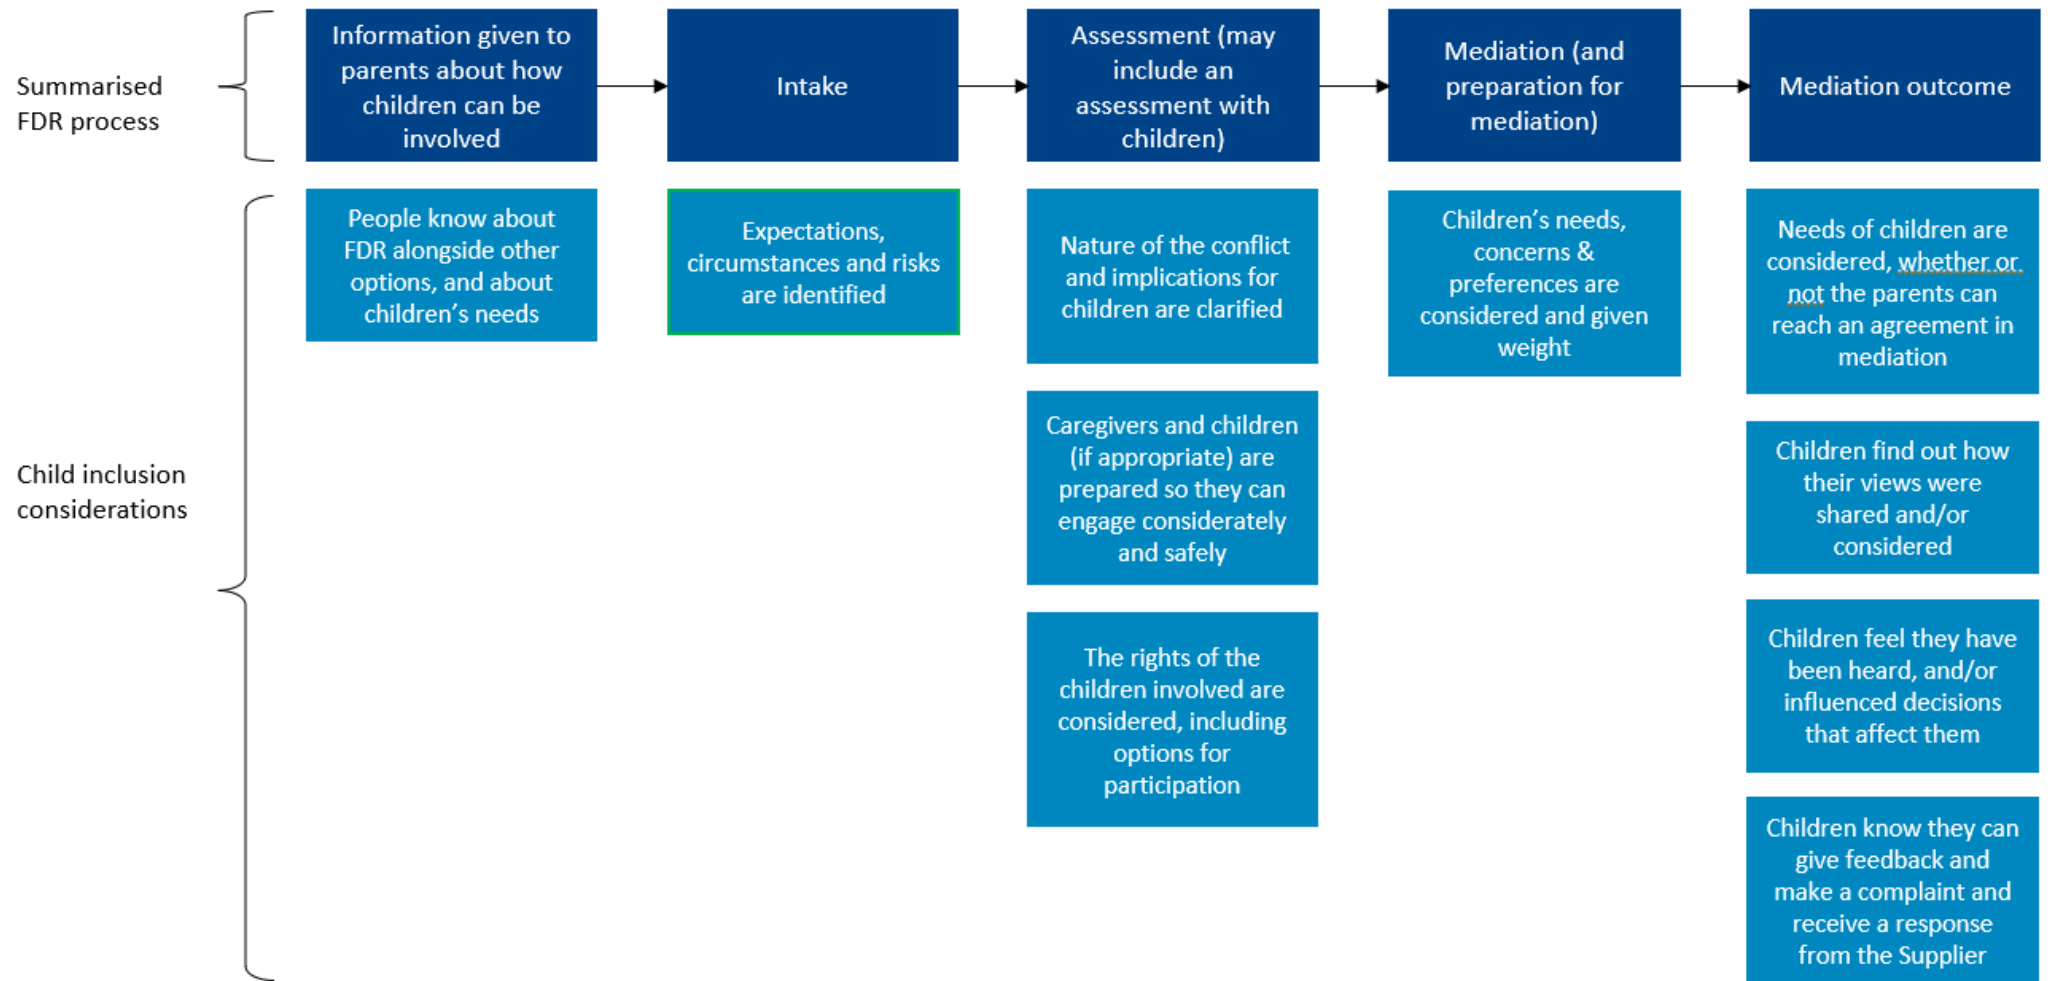 Summarised
FDR process
Information given to
parents about how
children can be
involved
Intake
Assessment (may
include an
assessment with
children)
Mediation (and
preparation for
mediation)
Mediation outcome
Child inclusion
considerations
People know about
FDR alongside other
options, and about
children’s needs
Expectations,
circumstances and risks
are identified
Nature of the conflict
and implications for
children are clarified
Caregivers and children
(if appropriate) are
prepared so they can
engage considerately
and safely
The rights of the
children involved are
considered, including
options for
participation
Children’s needs,
concerns &
preferences are
considered and given
weight
Needs of children are
considered, whether or
not the parents can
reach an agreement in
mediation
Children find out how
their views were
shared and/or
considered
Children feel they have
been heard, and/or
influenced decisions
that affect them
Children know they can
give feedback and
make a complaint and
receive a response
from the Supplier